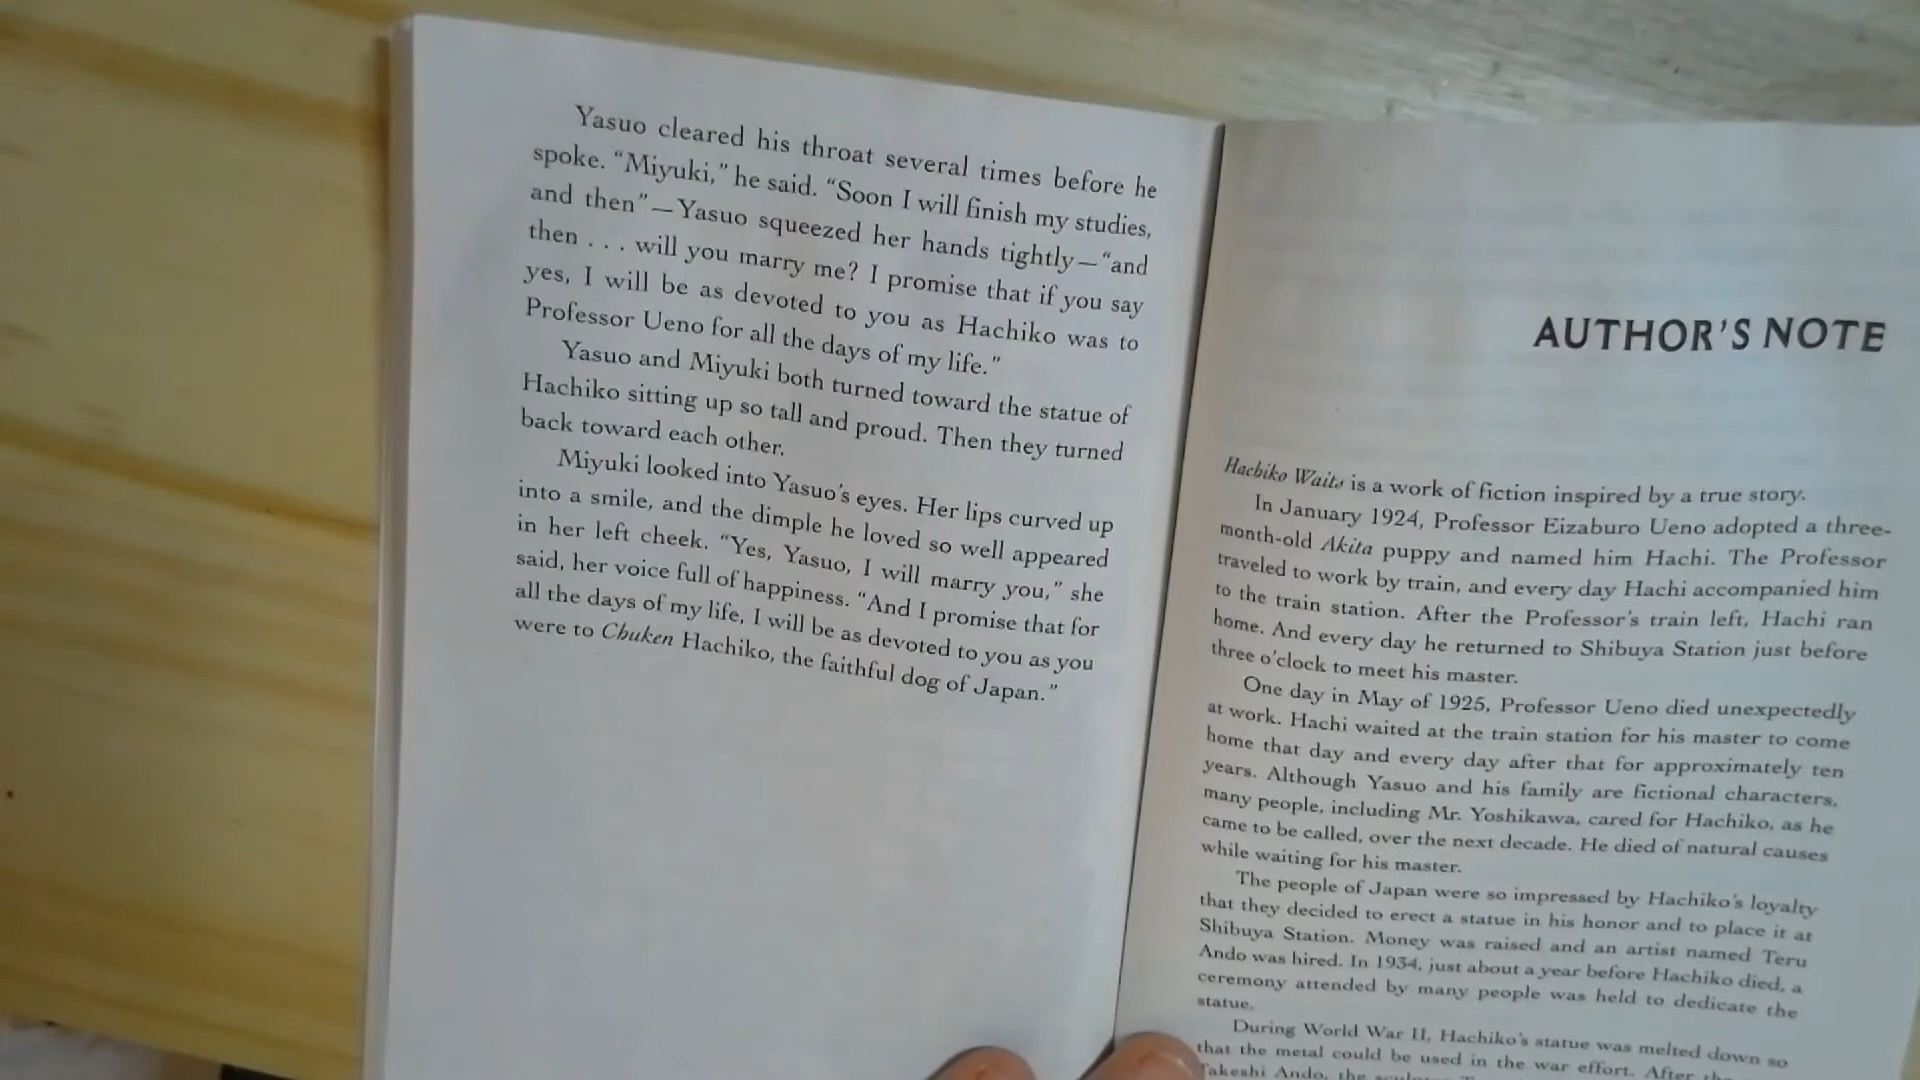 Yasuo cleared his throat several times before he
spoke. “Miyuki,” he said. “Soon I will finish my studies,
and then”—Yasuo squeezed her hands tightly—“and
then . . . will you marry me? I promise that if you say
yes, I will be as devoted to you as Hachiko was to
Professor Ueno for all the days of my life.”
Yasuo and Miyuki both turned toward the statue of
Hachiko sitting up so tall and proud. Then they turned
back toward each other.
Miyuki looked into Yasuo’s eyes. Her lips curved up
into a smile, and the dimple he loved so well appeared
in her left cheek. “Yes, Yasuo, I will marry you,” she
said, her voice full of happiness. “And I promise that for
all the days of my life, I will be as devoted to you as you
were to Chuken Hachiko, the faithful dog of Japan.”
AUTHOR’S NOTE
Hachiko Waits is a work of fiction inspired by a true story.
In January 1924, Professor Eizaburo Ueno adopted a three-
month-old Akita puppy and named him Hachi. The Professor
traveled to work by train, and every day Hachi accompanied him
to the train station. After the Professor’s train left, Hachi ran
home. And every day he returned to Shibuya Station just before
three o’clock to meet his master.
One day in May of 1925, Professor Ueno died unexpectedly
at work. Hachi waited at the train station for his master to come
home that day and every day after that for approximately ten
years. Although Yasuo and his family are fictional characters,
many people, including Mr. Yoshikawa, cared for Hachiko, as he
came to be called, over the next decade. He died of natural causes
while waiting for his master.
The people of Japan were so impressed by Hachiko’s loyalty
that they decided to erect a statue in his honor and to place it at
Shibuya Station. Money was raised and an artist named Teru
Ando was hired. In 1934, just about a year before Hachiko died, a
ceremony attended by many people was held to dedicate the
statue.
During World War II, Hachiko’s statue was melted down so
that the metal could be used in the war effort. After
Takeshi Ando, the